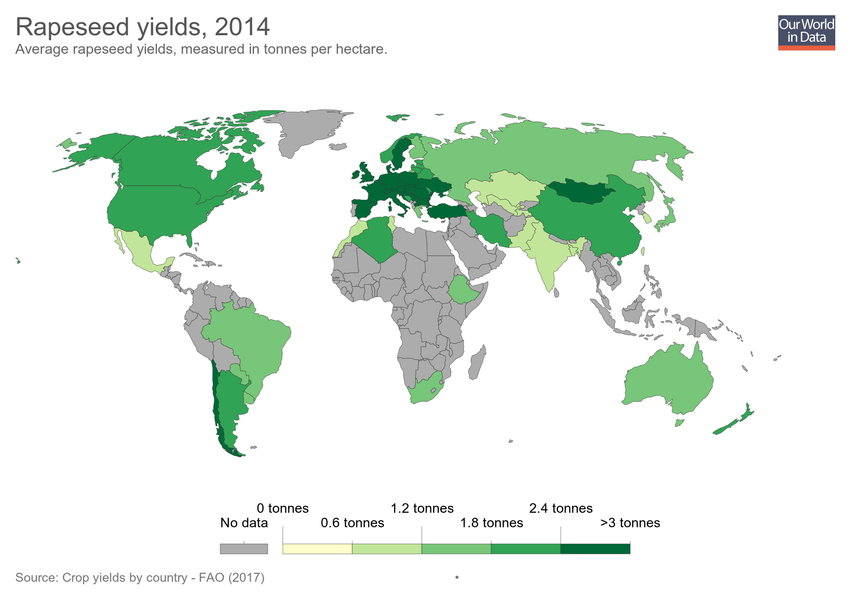 Rapeseed yields, 2014
Average rapeseed yields, measured in tonnes per hectare.
Our World
in Data
0 tonnes 1.2 tonnes 2.4 tonnes
No data 0.6 tonnes 1.8 tonnes >3 tonnes
Source: Crop yields by country - FAO (2017)